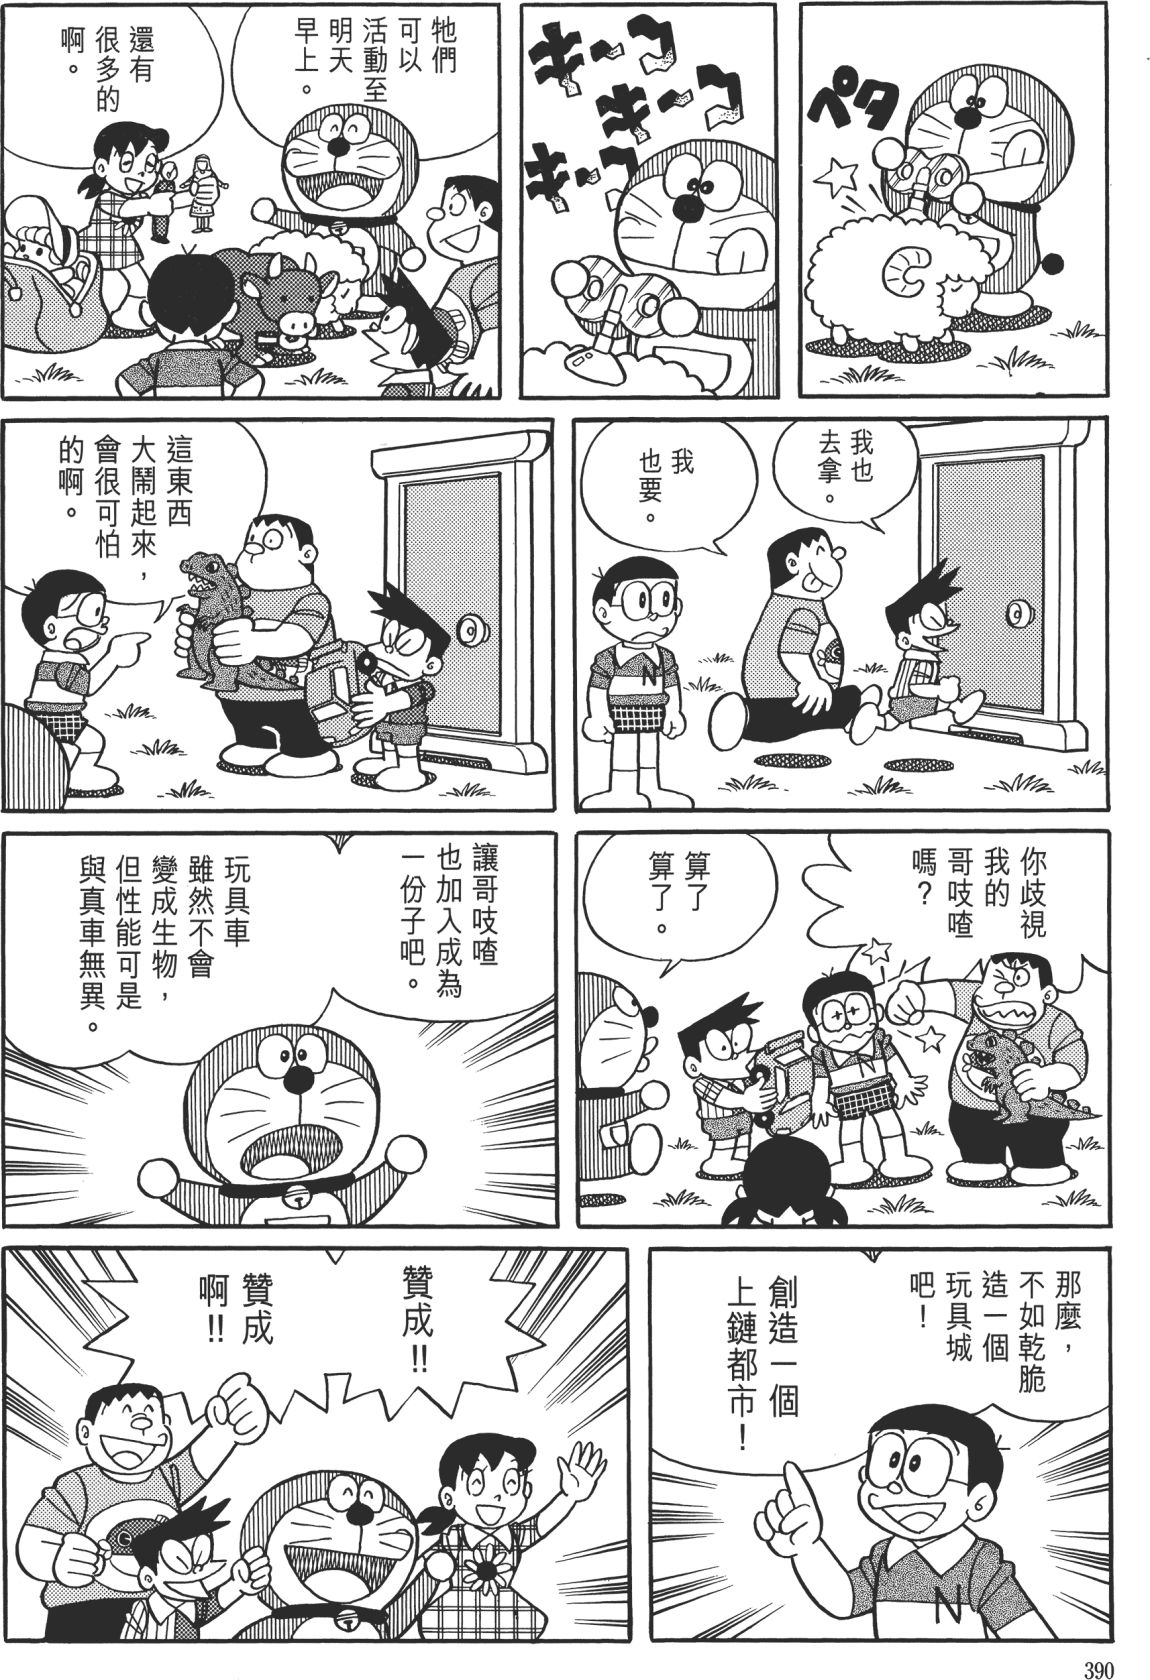 ペタ
キーコ
キーコ
キーコ
牠們
可以
活動至
明天
早上。
還有
很多的
啊。
我也
去拿。
我
也要。
這東西
大鬧起來，
會很可怕
的啊。
你歧視
我的
哥吱喳
嗎？
算了
算了。
讓哥吱喳
也加入成為
一份子吧。
玩具車
雖然不會
變成生物，
但性能可是
與真車無異。
那麼，
不如乾脆
造一個
玩具城
吧！
創造一個
上鏈都市！
贊成!!
贊成
啊!!
N
N
390